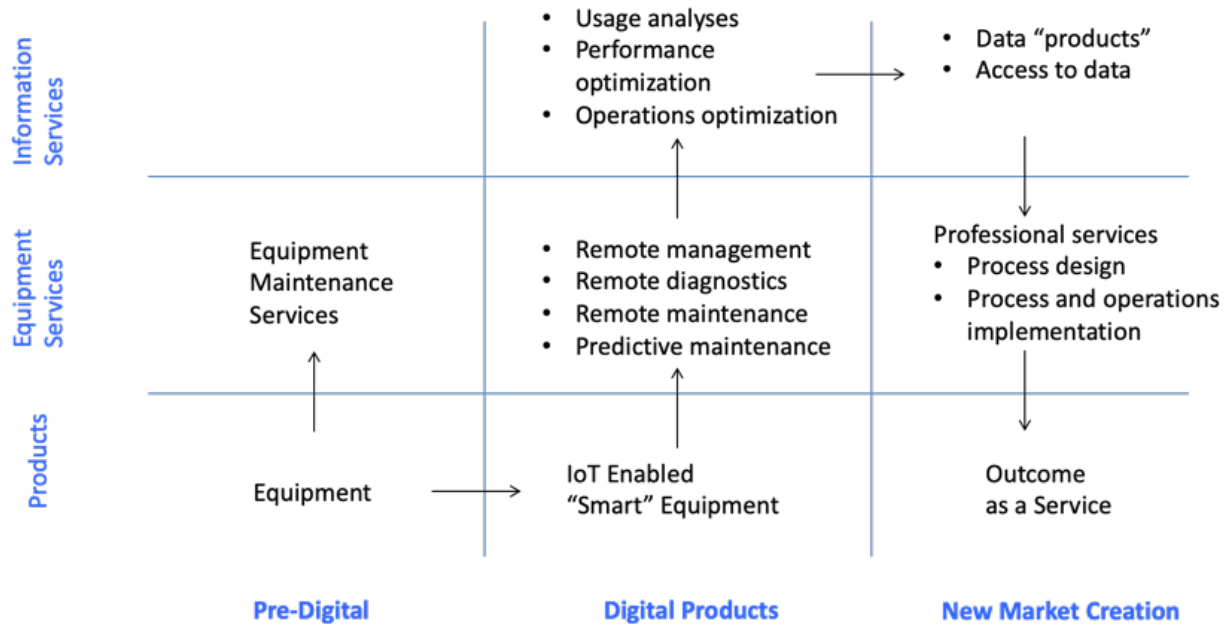 Information
Services
• Usage analyses
• Performance
optimization
• Operations optimization
• Data “products”
• Access to data
Equipment
Services
Equipment
Maintenance
Services
• Remote management
• Remote diagnostics
• Remote maintenance
• Predictive maintenance
Professional services
• Process design
• Process and operations
implementation
Products
Equipment
IoT Enabled
“Smart” Equipment
Outcome
as a Service
Pre-Digital
Digital Products
New Market Creation